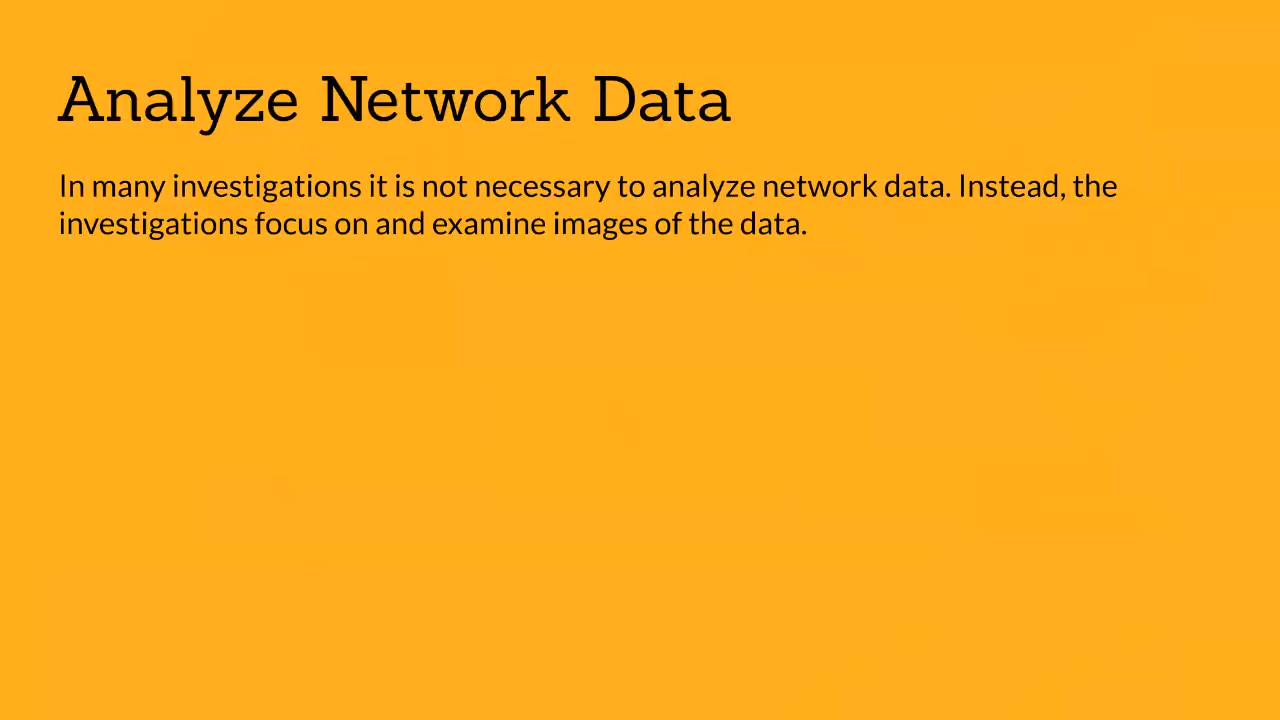 Analyze Network Data
In many investigations it is not necessary to analyze network data. Instead, the
investigations focus on and examine images of the data.